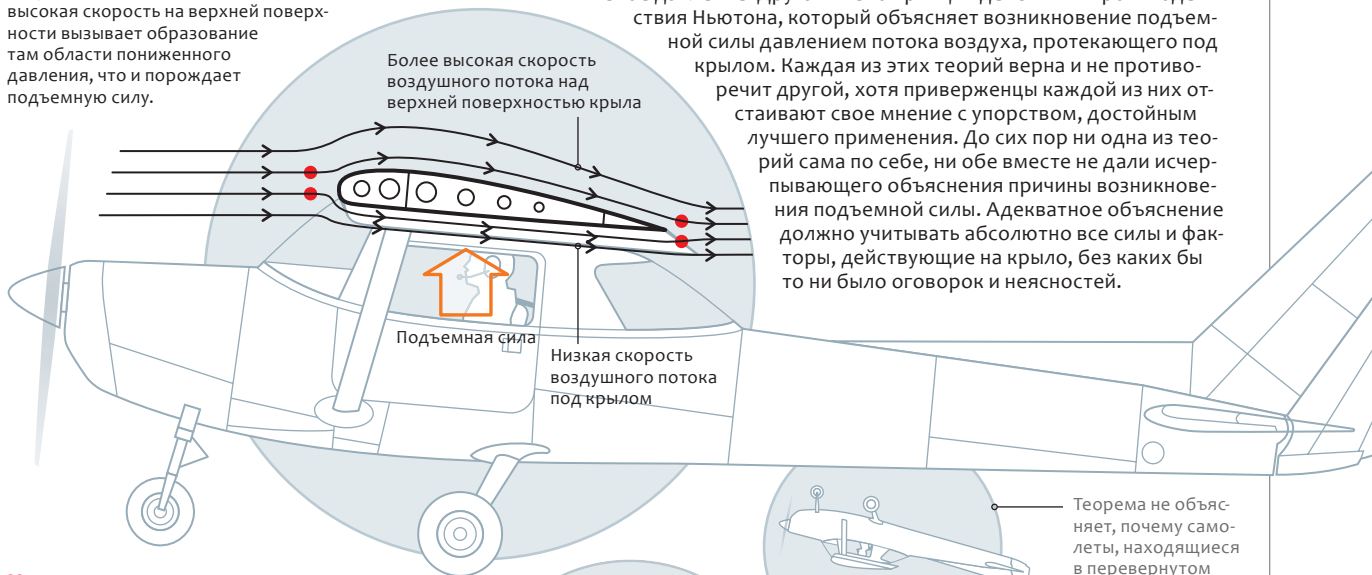 высокая скорость на верхней поверх-
ности вызывает образование
там области пониженного
давления, что и порождает
подъемную силу.
Более высокая скорость
воздушного потока над
верхней поверхностью крыла
ствия Ньютона, который объясняет возникновение подъем-
ной силы давлением потока воздуха, протекающего под
крылом. Каждая из этих теорий верна и не противо-
речит другой, хотя приверженцы каждой из них от-
стаивают свое мнение с упорством, достойным
лучшего применения. До сих пор ни одна из тео-
рий сама по себе, ни обе вместе не дали исчер-
пывающего объяснения причины возникнове-
ния подъемной силы. Адекватное объяснение
должно учитывать абсолютно все силы и фак-
торы, действующие на крыло, без каких бы
то ни было оговорок и неясностей.
Подъемная сила
Низкая скорость
воздушного потока
под крылом
Теорема не объяс-
няет, почему само-
леты, находящиеся
в перевернутом